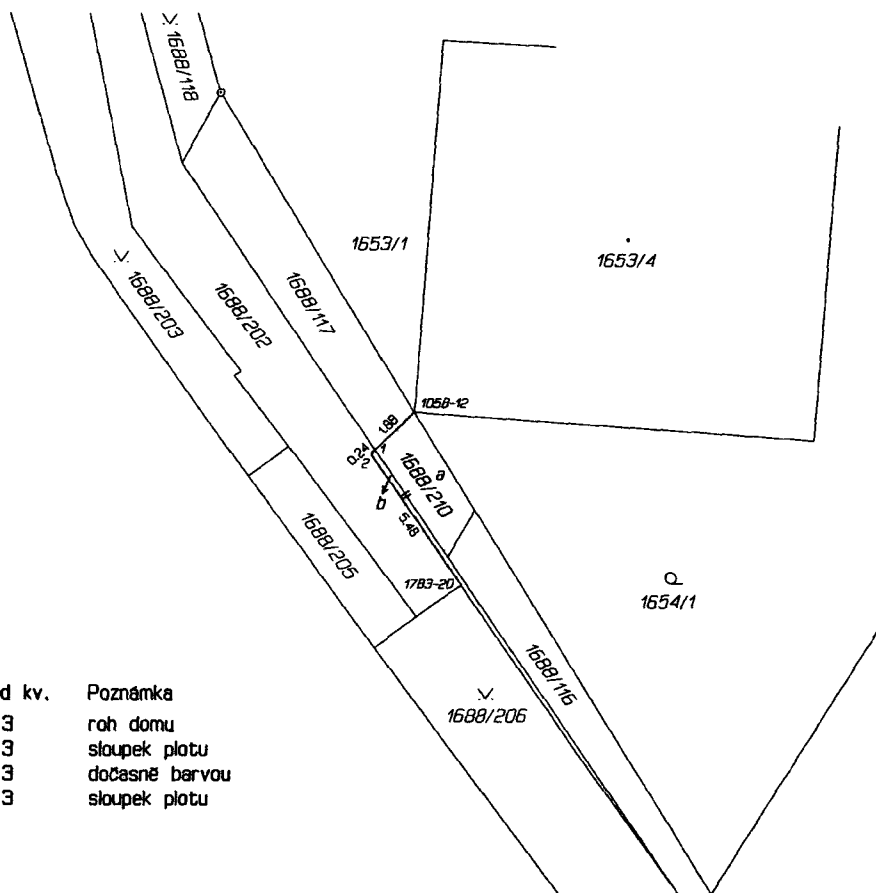 1688/118
1653/1
1653/4
1688/203
1688/202
1688/117
1058-12
1.88
0.24
1
2
a
1688/210
b
5.48
1688/205
1783-20
1654/1
1688/116
1688/206
d kv. Poznámka
3 roh domu
3 sloupek plotu
3 dočasně barvou
3 sloupek plotu